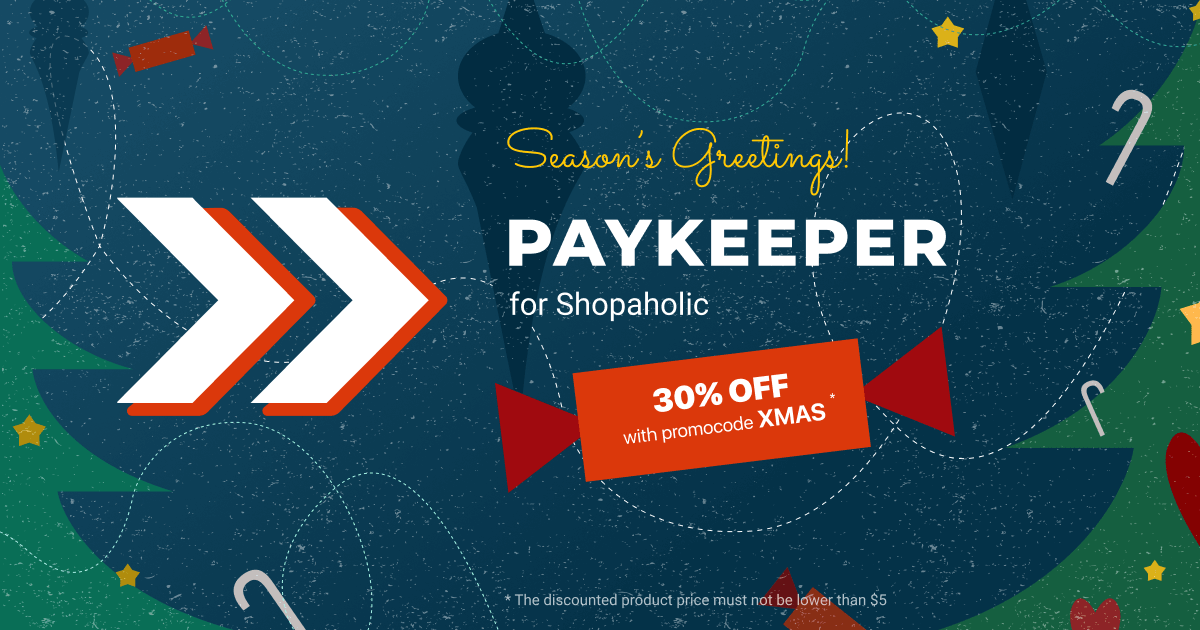 Season's Greetings!
PAYKEEPER
for Shopaholic
30% OFF
with promocode XMAS *
* The discounted product price must not be lower than $5